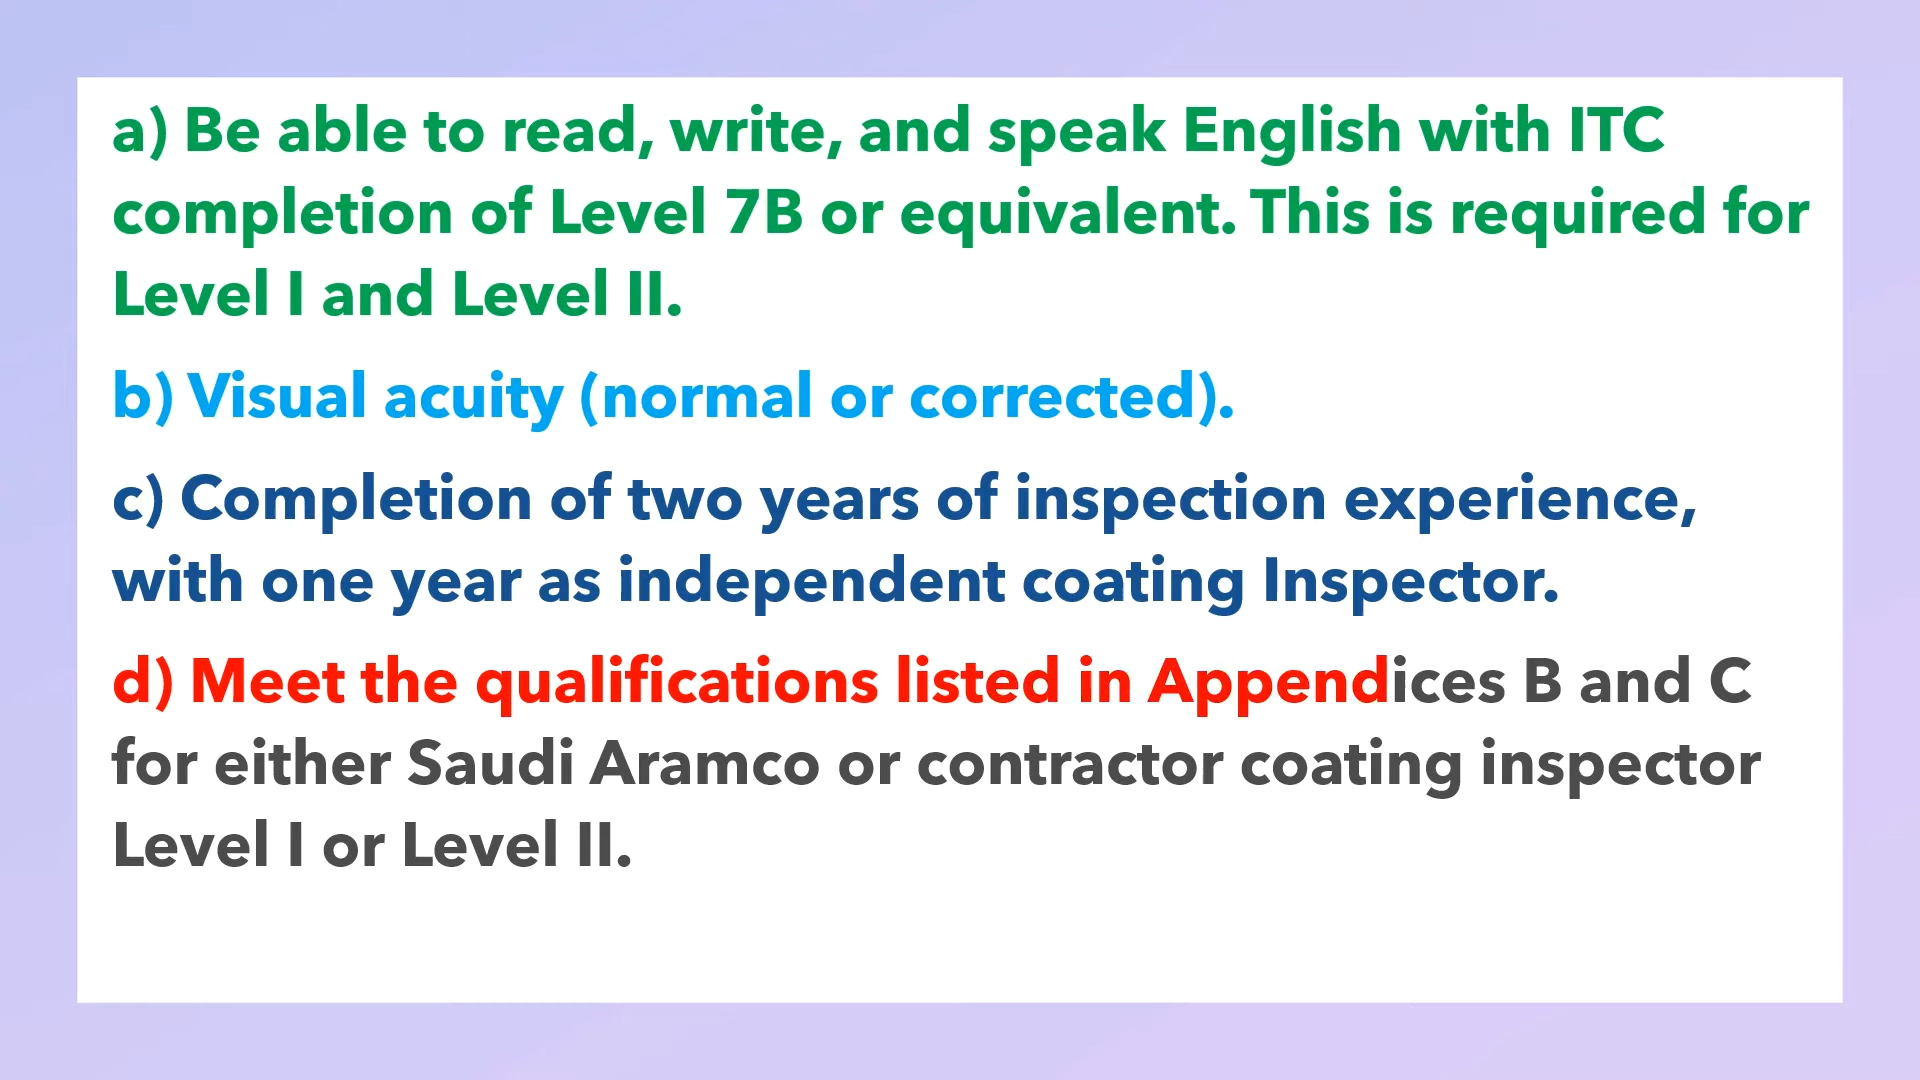 a) Be able to read, write, and speak English with ITC
completion of Level 7B or equivalent. This is required for
Level I and Level II.
b) Visual acuity (normal or corrected).
c) Completion of two years of inspection experience,
with one year as independent coating Inspector.
d) Meet the qualifications listed in Appendices B and C
for either Saudi Aramco or contractor coating inspector
Level I or Level II.